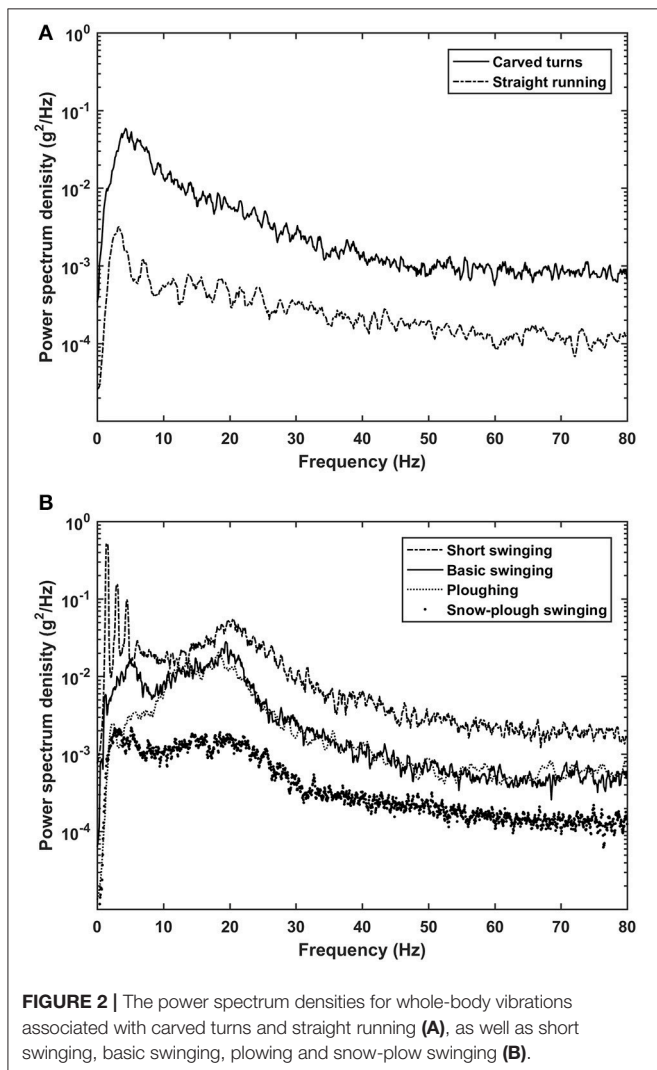 A
Power spectrum denisity (g²/Hz)
10⁰
10⁻¹
10⁻²
10⁻³
10⁻⁴
Carved turns
Straight running
0 10 20 30 40 50 60 70 80
Frequency (Hz)
B
Power spectrum denisity (g²/Hz)
10⁰
10⁻¹
10⁻²
10⁻³
10⁻⁴
Short swinging
Basic swinging
Ploughing
Snow-plough swinging
0 10 20 30 40 50 60 70 80
Frequency (Hz)
FIGURE 2 | The power spectrum densities for whole-body vibrations
associated with carved turns and straight running (A), as well as short
swinging, basic swinging, plowing and snow-plow swinging (B).